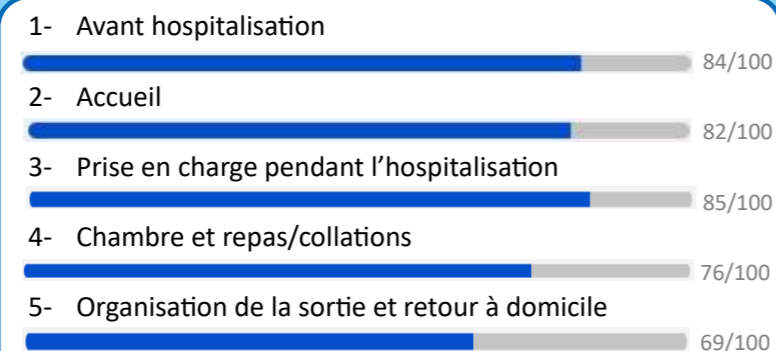 1- Avant hospitalisation
84/100
2- Accueil
82/100
3- Prise en charge pendant l’hospitalisation
85/100
4- Chambre et repas/collations
76/100
5- Organisation de la sortie et retour à domicile
69/100